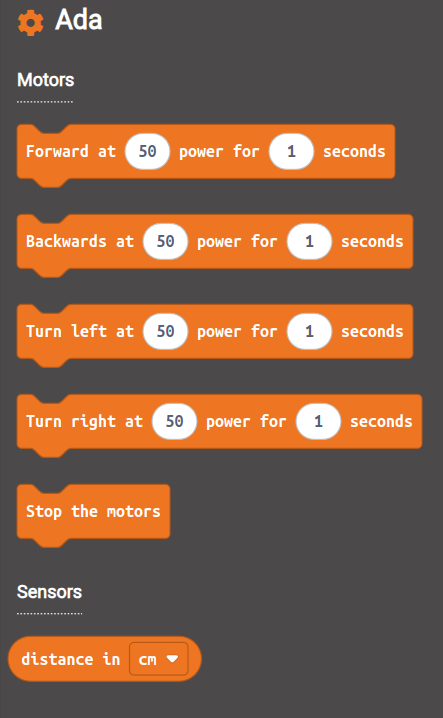 Ada
Motors
Forward at 50 power for 1 seconds
Backwards at 50 power for 1 seconds
Turn left at 50 power for 1 seconds
Turn right at 50 power for 1 seconds
Stop the motors
Sensors
distance in cm